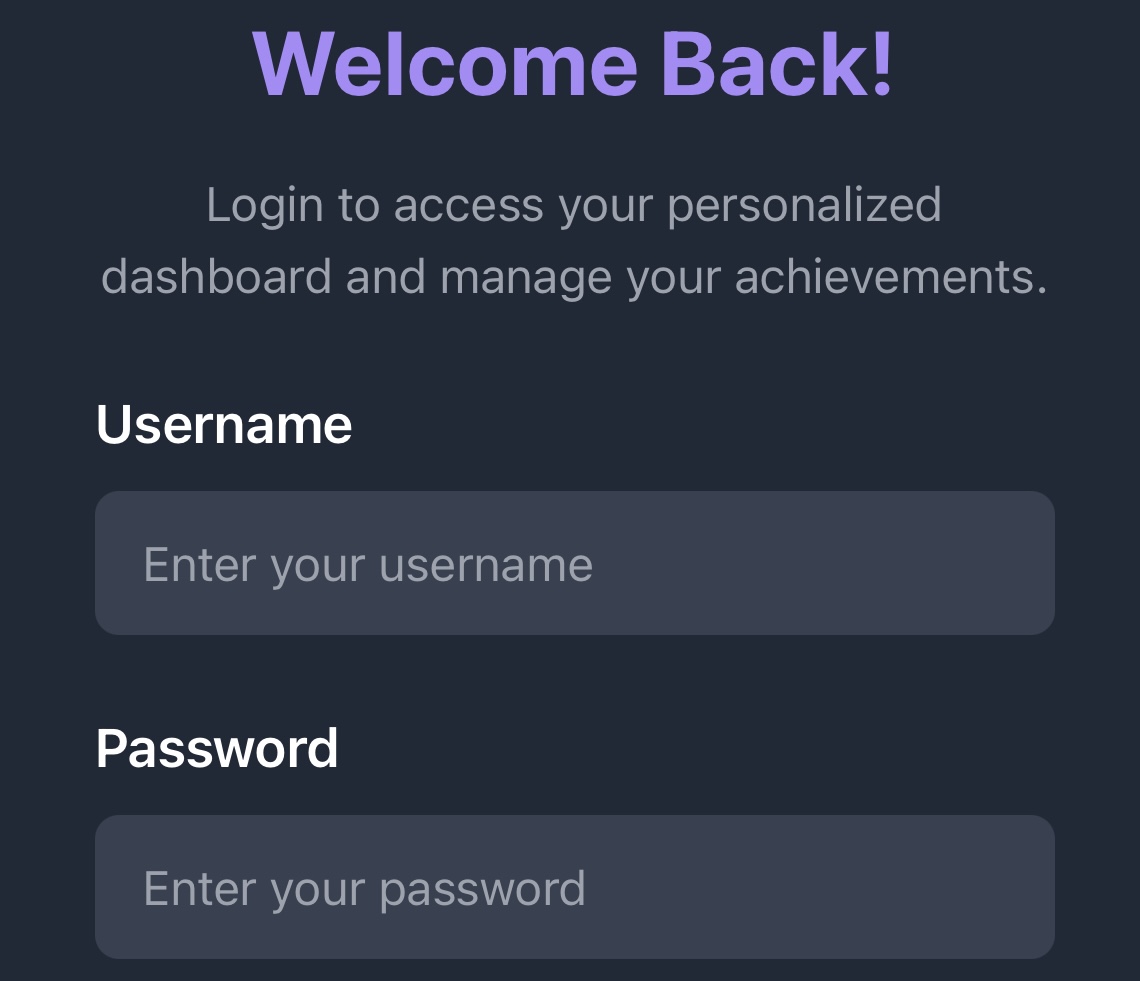 Welcome Back!
Login to access your personalized
dashboard and manage your achievements.
Username
Enter your username
Password
Enter your password